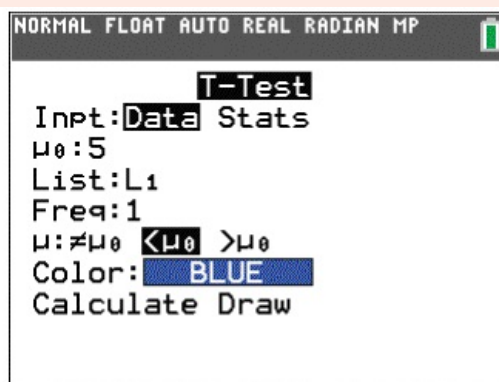 NORMAL FLOAT AUTO REAL RADIAN MP
T-Test
Inpt:Data Stats
μ₀:5
List:L₁
Freq:1
μ:≠μ₀ <μ₀ >μ₀
Color: BLUE
Calculate Draw